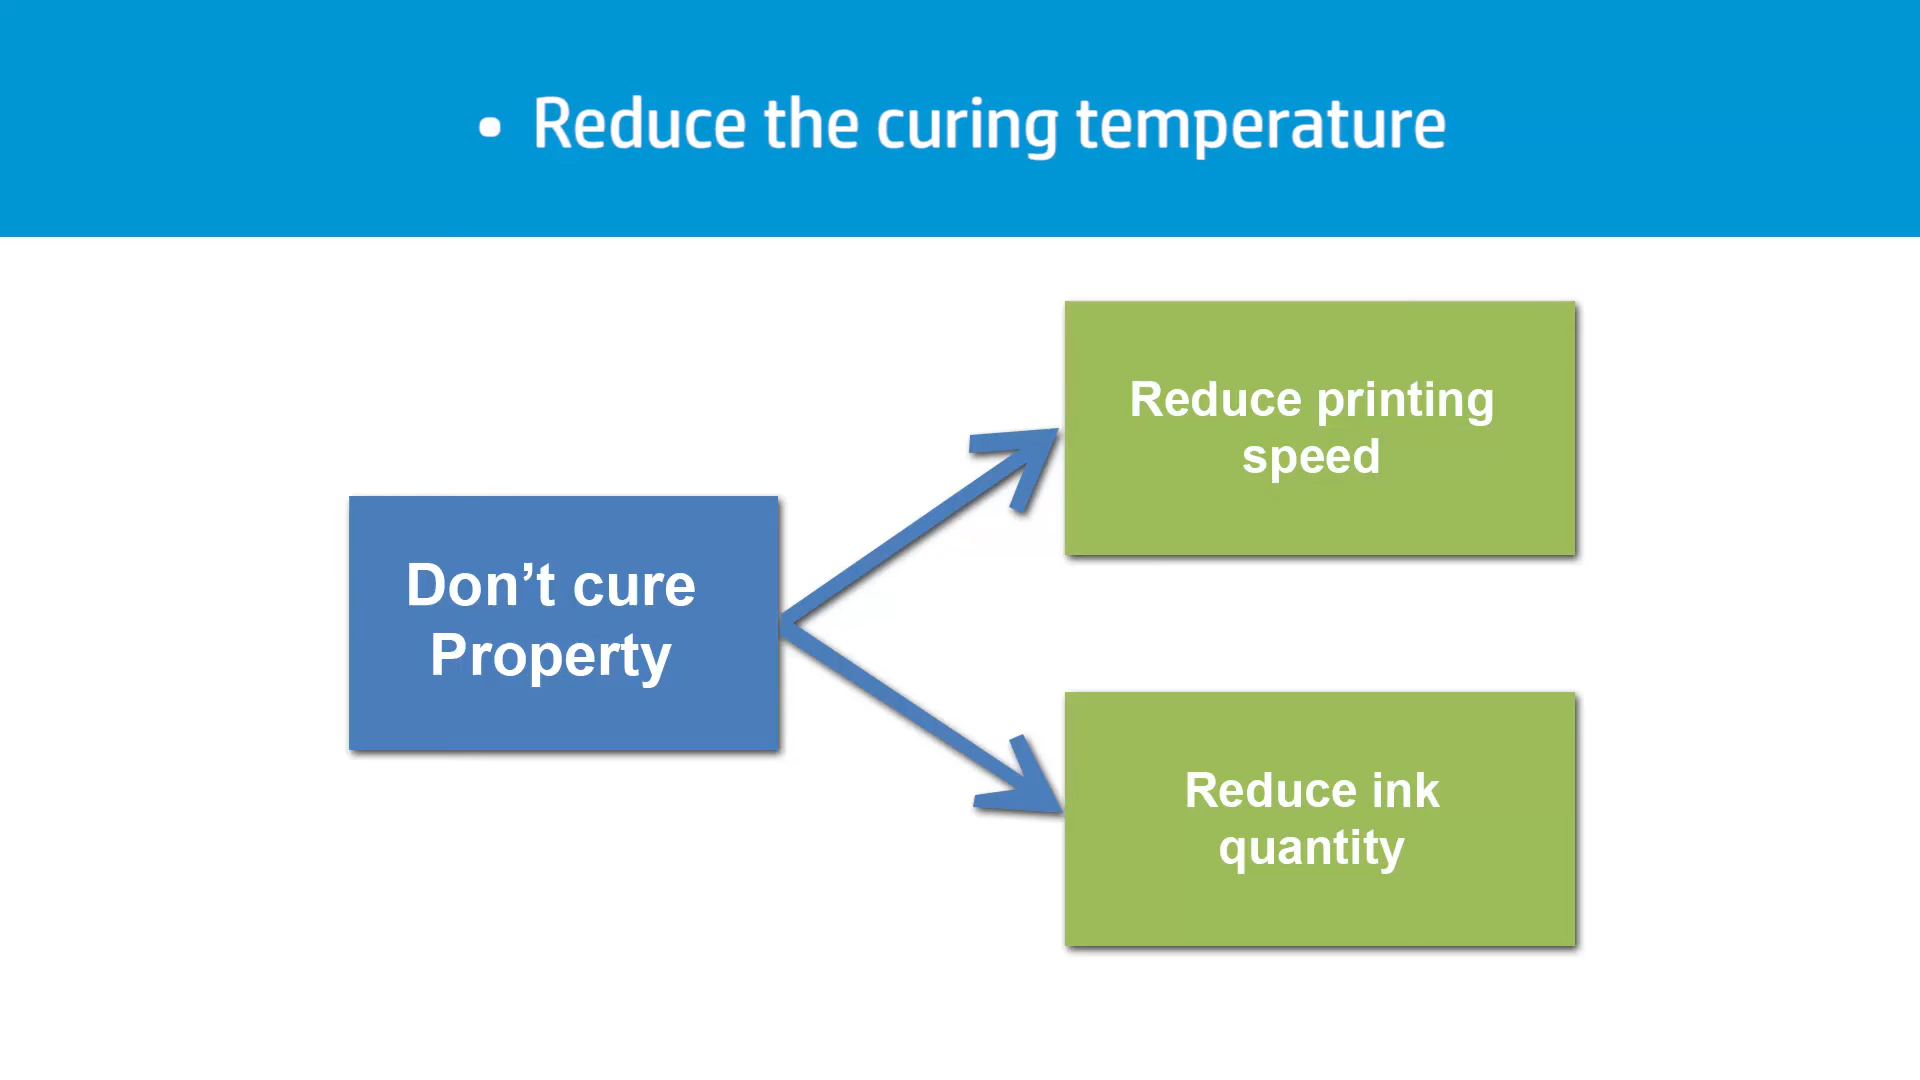 • Reduce the curing temperature
Don’t cure
Property
Reduce printing
speed
Reduce ink
quantity